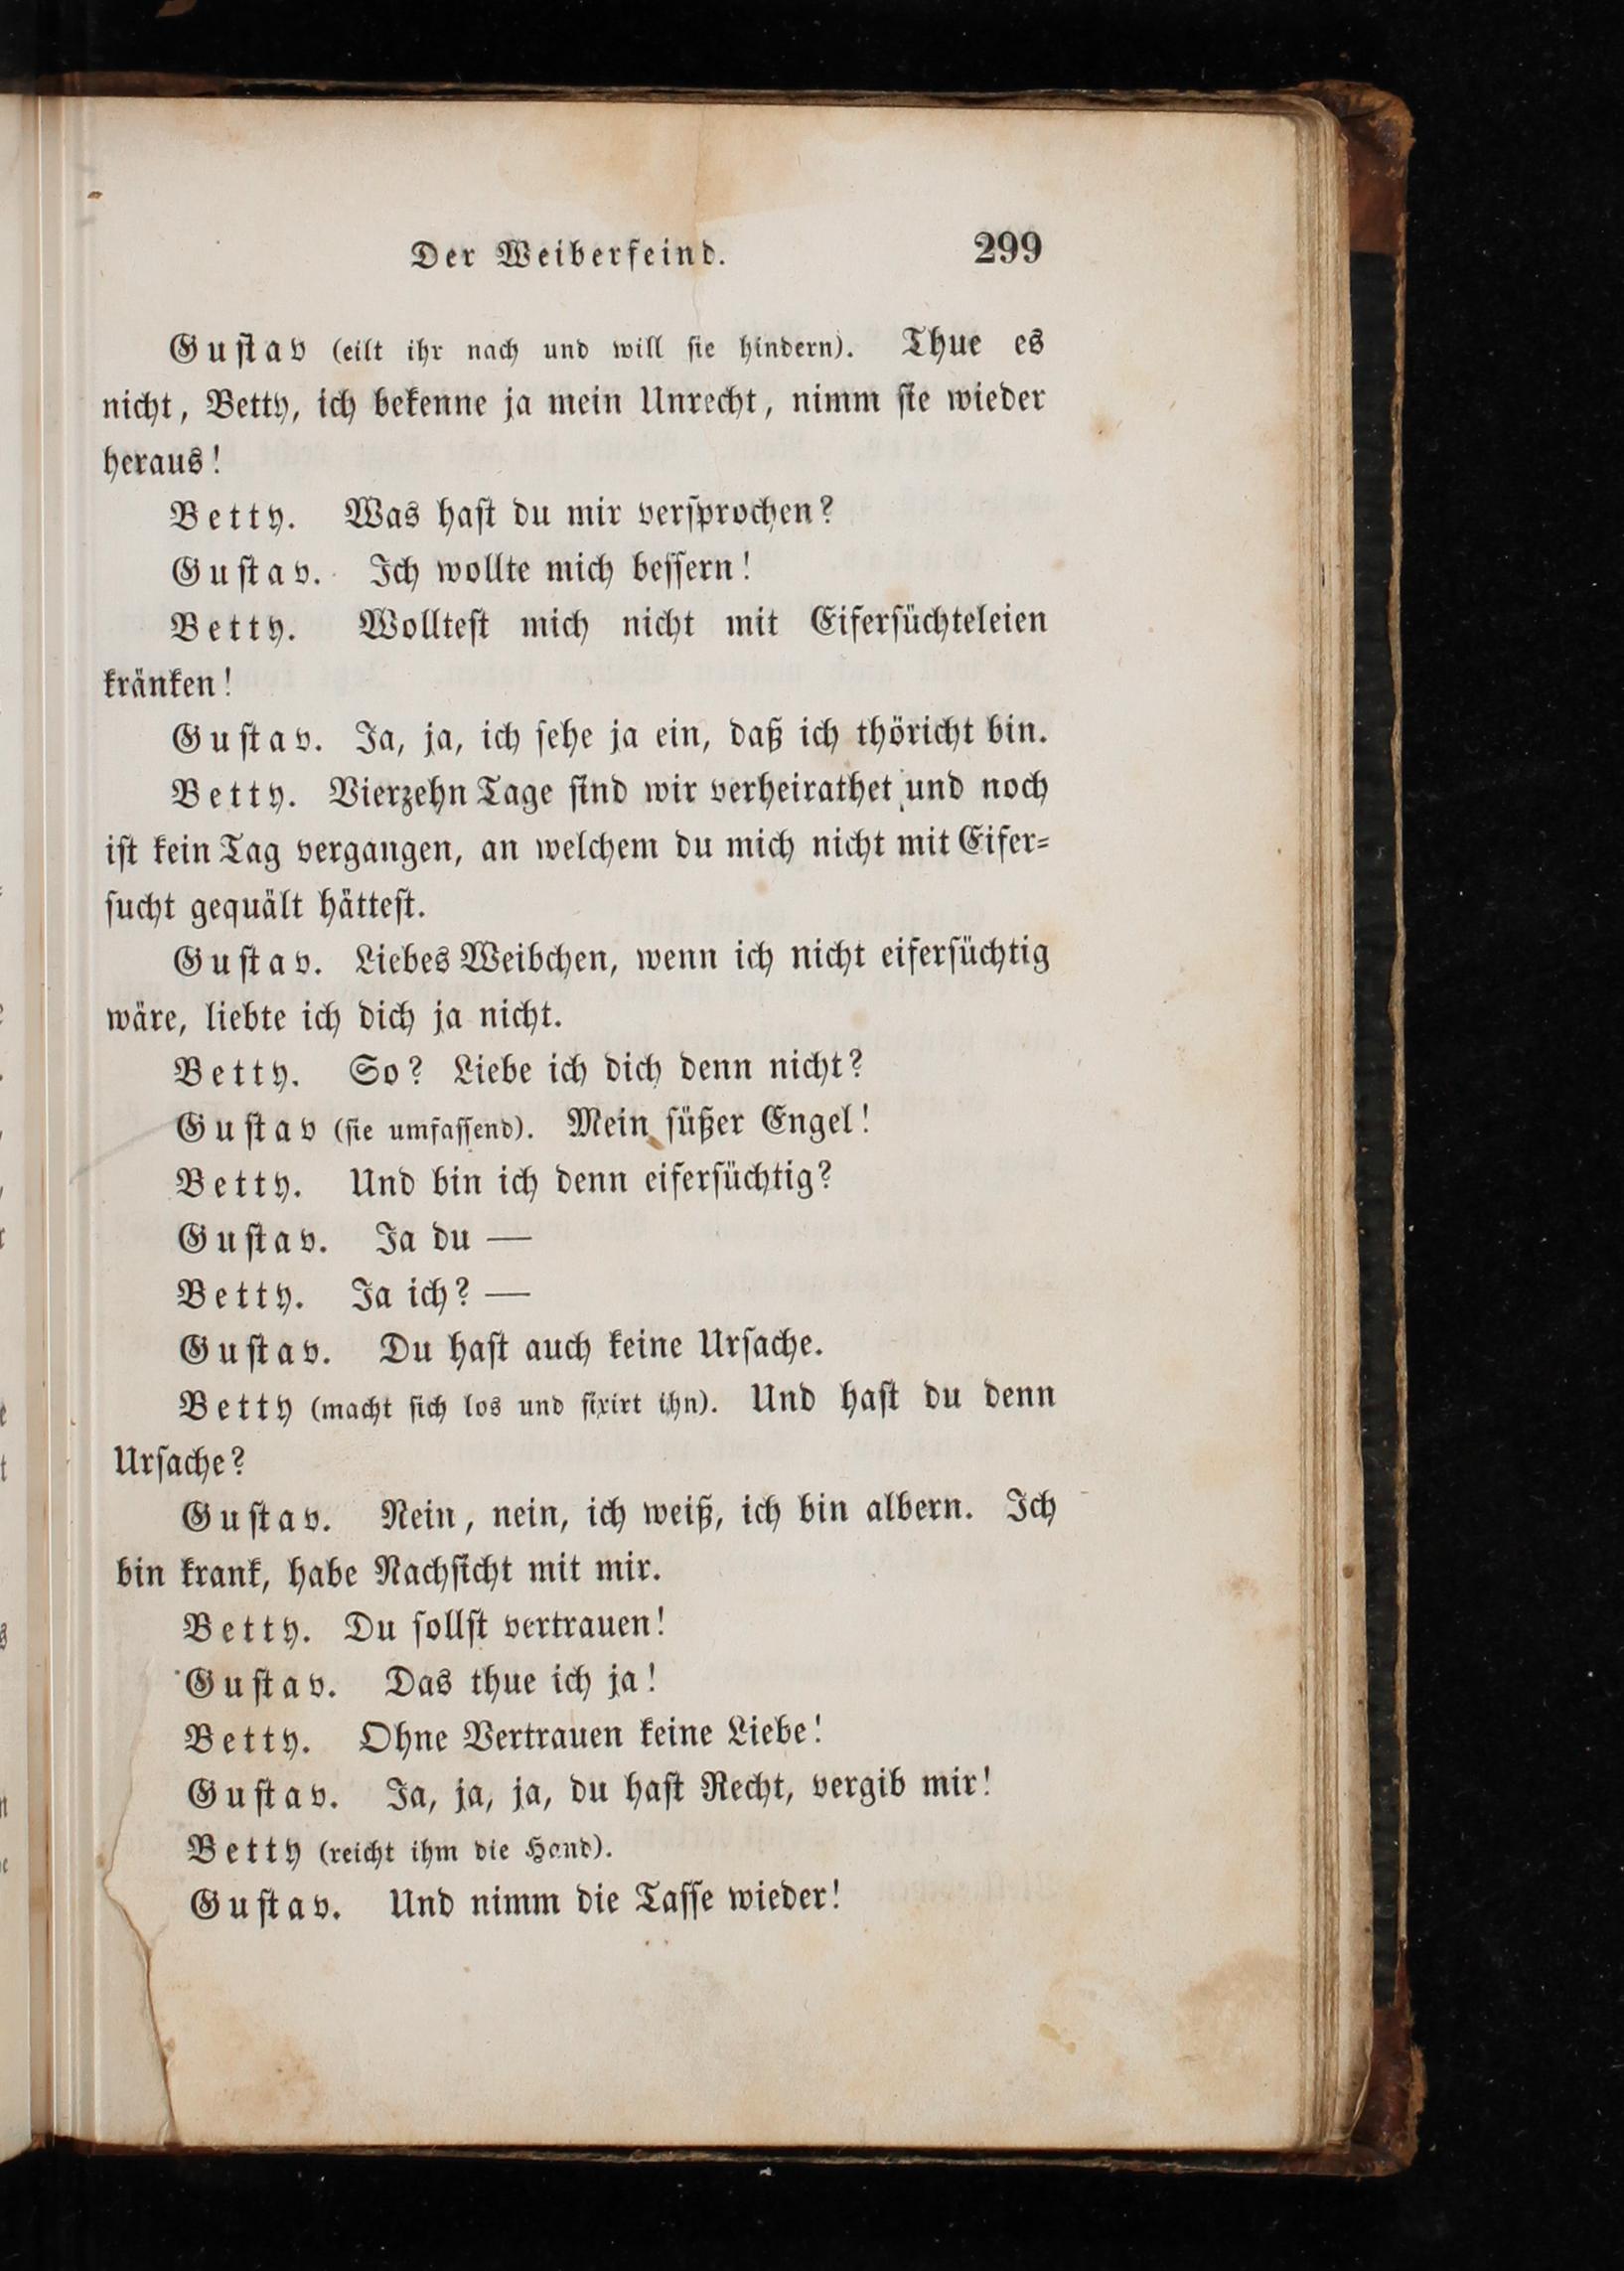 Der Weiberfeind. 299
Gustav (eilt ihr nach und will sie hindern). Thue es
nicht, Betty, ich bekenne ja mein Unrecht, nimm sie wieder
heraus!
Betty. Was hast du mir versprochen?
Gustav. Ich wollte mich bessern!
Betty. Wolltest mich nicht mit Eifersüchteleien
kränken!
Gustav. Ja, ja, ich sehe ja ein, daß ich thöricht bin.
Betty. Vierzehn Tage sind wir verheirathet und noch
ist kein Tag vergangen, an welchem du mich nicht mit Eifer-
sucht gequält hättest.
Gustav. Liebes Weibchen, wenn ich nicht eifersüchtig
wäre, liebte ich dich ja nicht.
Betty. So? Liebe ich dich denn nicht?
Gustav (sie umfassend). Mein süßer Engel!
Betty. Und bin ich denn eifersüchtig?
Gustav. Ja du —
Betty. Ja ich? —
Gustav. Du hast auch keine Ursache.
Betty (macht sich los und fixirt ihn). Und hast du denn
Ursache?
Gustav. Nein, nein, ich weiß, ich bin albern. Ich
bin krank, habe Nachsicht mit mir.
Betty. Du sollst vertrauen!
Gustav. Das thue ich ja!
Betty. Ohne Vertrauen keine Liebe!
Gustav. Ja, ja, ja, du hast Recht, vergib mir!
Betty (reicht ihm die Hand).
Gustav. Und nimm die Tasse wieder!